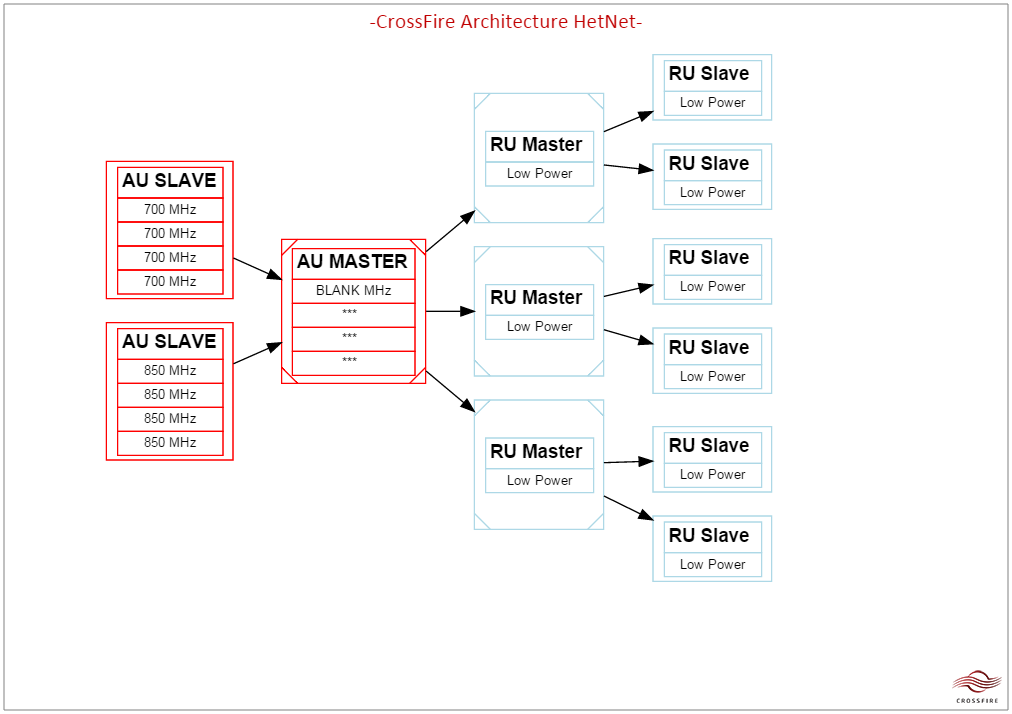 -CrossFire Architecture HetNet-
AU SLAVE
700 MHz
700 MHz
700 MHz
700 MHz
AU SLAVE
850 MHz
850 MHz
850 MHz
850 MHz
AU MASTER
BLANK MHz
***
***
***
RU Master
Low Power
RU Master
Low Power
RU Master
Low Power
RU Slave
Low Power
RU Slave
Low Power
RU Slave
Low Power
RU Slave
Low Power
RU Slave
Low Power
RU Slave
Low Power
CROSSFIRE